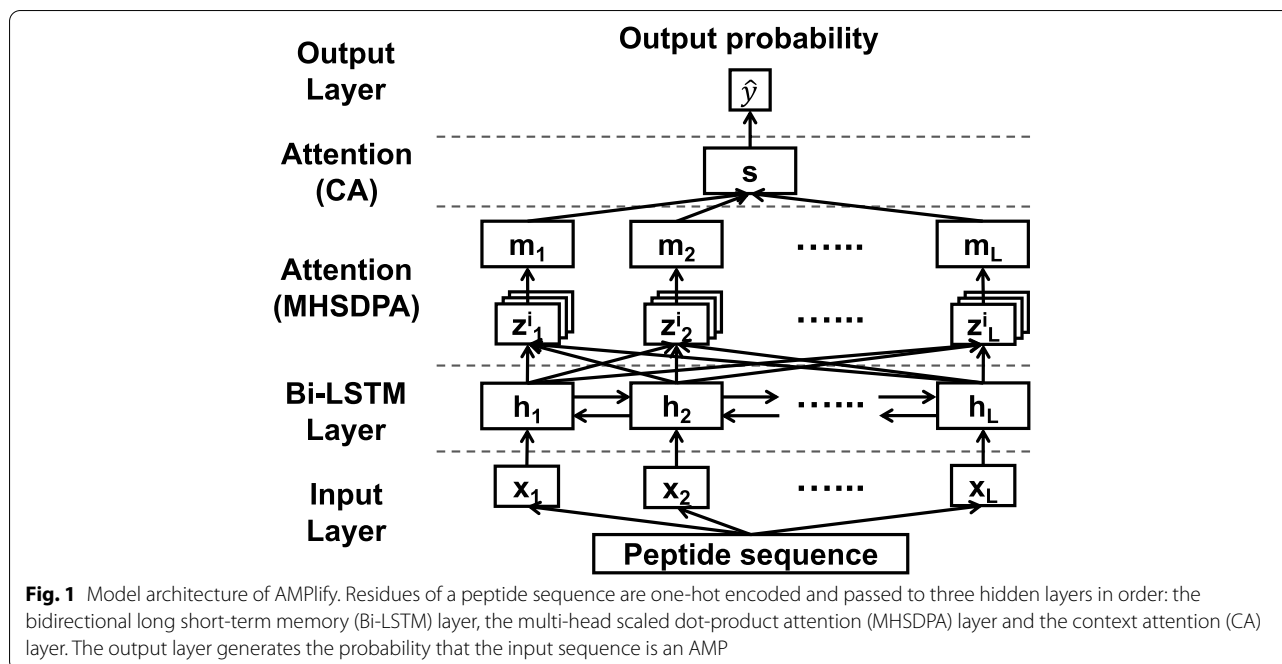 Output probability
Output
Layer
ŷ
Attention
(CA)
s
m₁ m₂ ...... m_L
Attention
(MHSDPA)
zⁱ₁ zⁱ₂ ...... zⁱ_L
Bi-LSTM
Layer
h₁ h₂ ...... h_L
Input
Layer
x₁ x₂ ...... x_L
Peptide sequence
Fig. 1 Model architecture of AMPlify. Residues of a peptide sequence are one-hot encoded and passed to three hidden layers in order: the
bidirectional long short-term memory (Bi-LSTM) layer, the multi-head scaled dot-product attention (MHSDPA) layer and the context attention (CA)
layer. The output layer generates the probability that the input sequence is an AMP